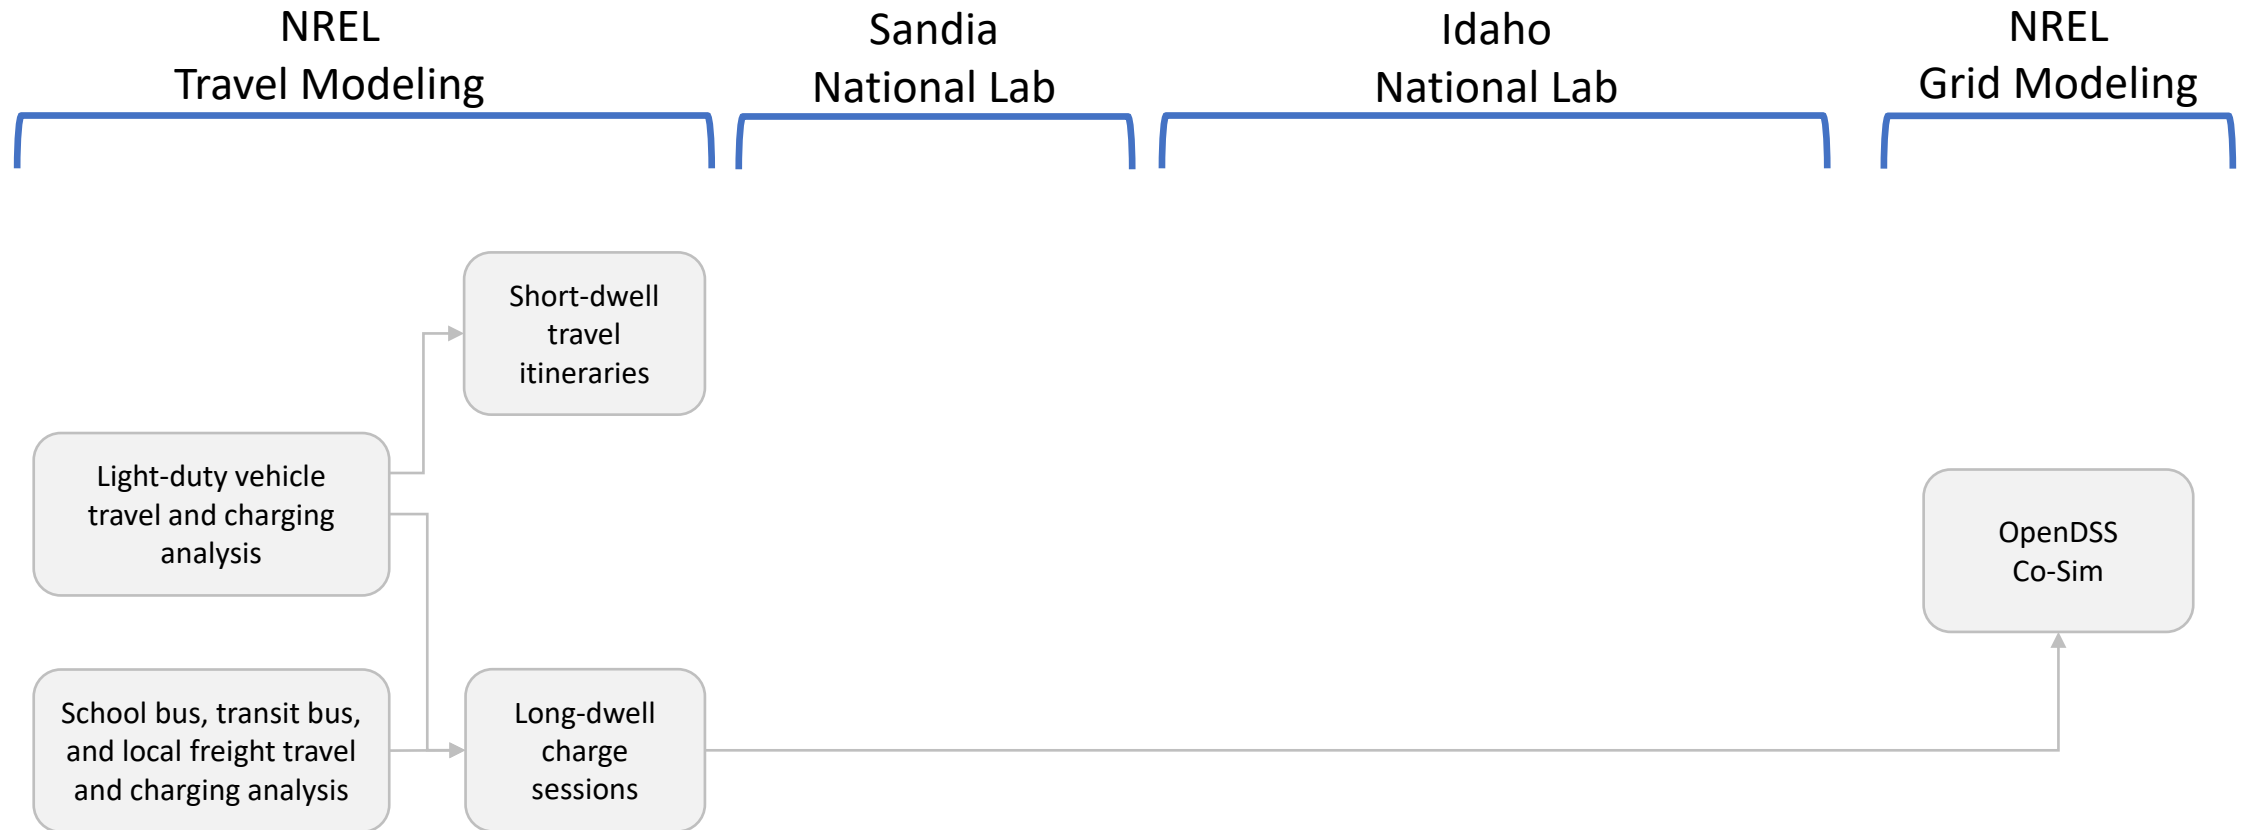 NREL
Travel Modeling
Sandia
National Lab
Idaho
National Lab
NREL
Grid Modeling
Short-dwell
travel
itineraries
Light-duty vehicle
travel and charging
analysis
OpenDSS
Co-Sim
School bus, transit bus,
and local freight travel
and charging analysis
Long-dwell
charge
sessions